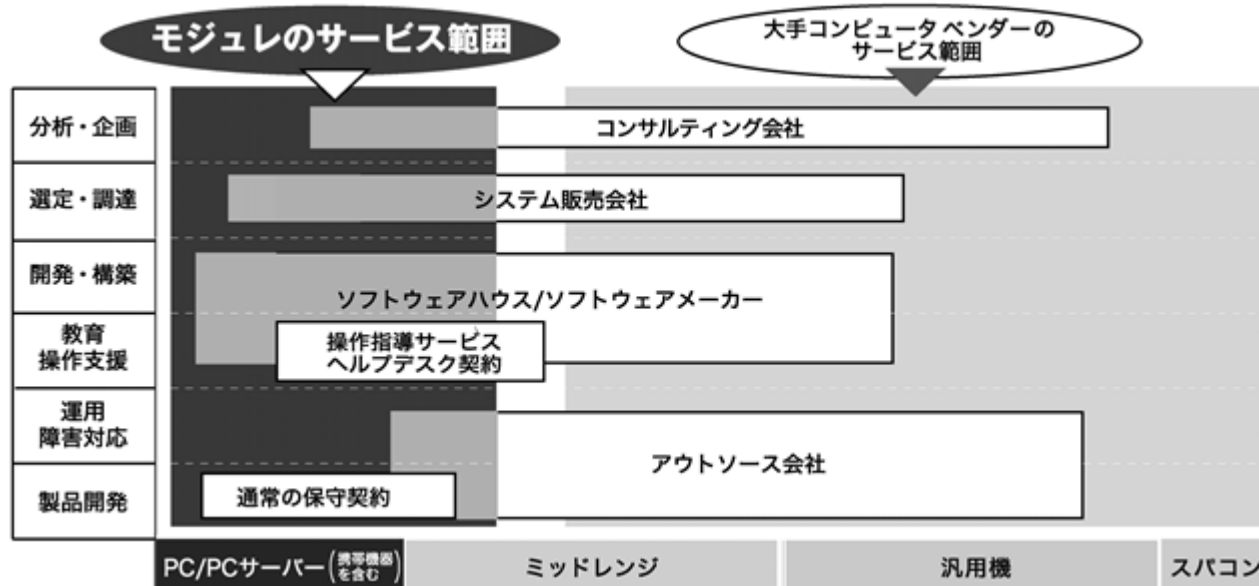 モジュレのサービス範囲
大手コンピュータ ベンダーの
サービス範囲
分析・企画
コンサルティング会社
選定・調達
システム販売会社
開発・構築
ソフトウェアハウス/ソフトウェアメーカー
教育
操作支援
操作指導サービス
ヘルプデスク契約
運用
障害対応
アウトソース会社
製品開発
通常の保守契約
PC/PCサーバー(携帯機器を含む)
ミッドレンジ
汎用機
スパコン